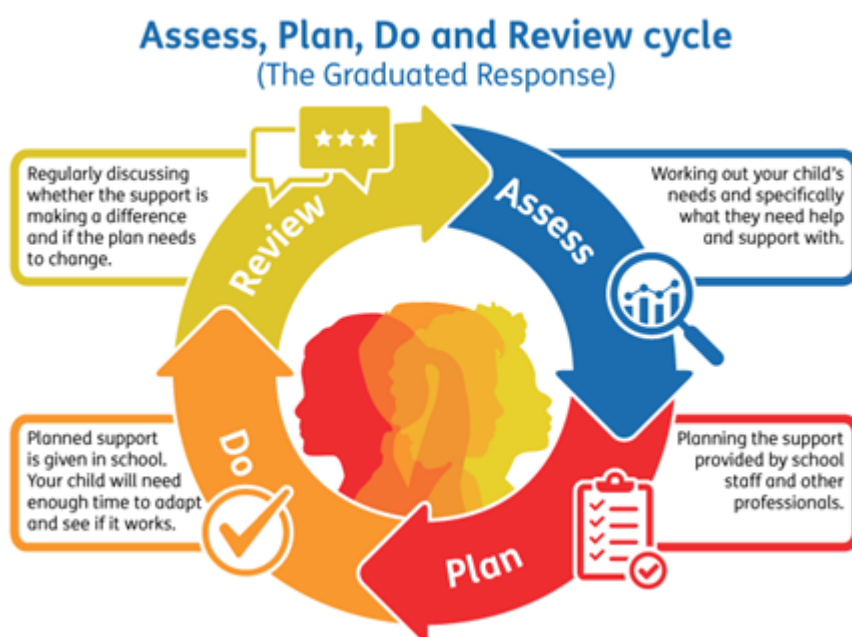 Assess, Plan, Do and Review cycle
(The Graduated Response)
Regularly discussing
whether the support is
making a difference
and if the plan needs
to change.
Review
Assess
Working out your child's
needs and specifically
what they need help
and support with.
Planned support
is given in school.
Your child will need
enough time to adapt
and see if it works.
Do
Plan
Planning the support
provided by school
staff and other
professionals.